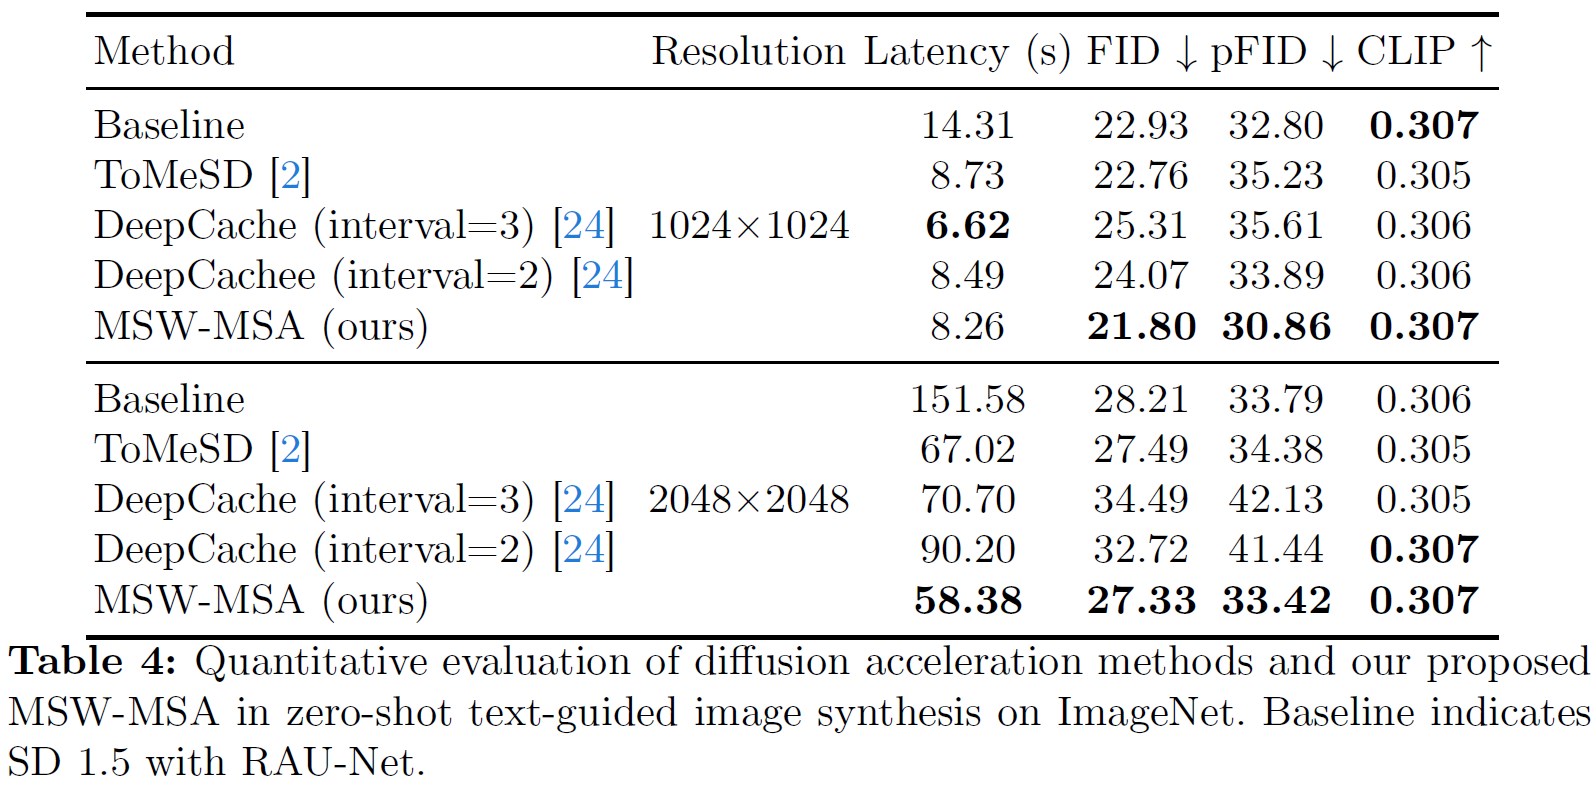 Method Resolution Latency (s) FID ↓ pFID ↓ CLIP ↑
Baseline 14.31 22.93 32.80 0.307
ToMeSD [2] 8.73 22.76 35.23 0.305
DeepCache (interval=3) [24] 1024×1024 6.62 25.31 35.61 0.306
DeepCachee (interval=2) [24] 8.49 24.07 33.89 0.306
MSW-MSA (ours) 8.26 21.80 30.86 0.307
Baseline 151.58 28.21 33.79 0.306
ToMeSD [2] 67.02 27.49 34.38 0.305
DeepCache (interval=3) [24] 2048×2048 70.70 34.49 42.13 0.305
DeepCache (interval=2) [24] 90.20 32.72 41.44 0.307
MSW-MSA (ours) 58.38 27.33 33.42 0.307
Table 4: Quantitative evaluation of diffusion acceleration methods and our proposed
MSW-MSA in zero-shot text-guided image synthesis on ImageNet. Baseline indicates
SD 1.5 with RAU-Net.